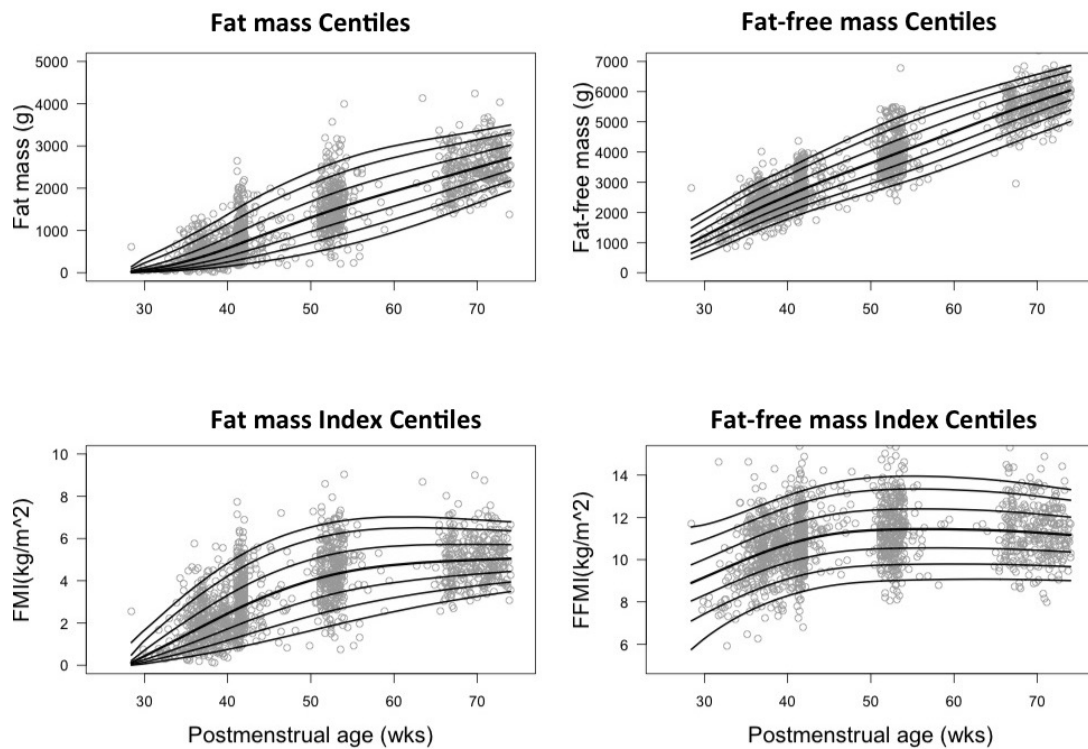 Fat mass Centiles
Fat mass (g)
5000
4000
3000
2000
1000
0
30 40 50 60 70
Fat-free mass Centiles
Fat-free mass (g)
7000
6000
5000
4000
3000
2000
1000
0
30 40 50 60 70
Fat mass Index Centiles
FMI(kg/m^2)
10
8
6
4
2
0
30 40 50 60 70
Postmenstrual age (wks)
Fat-free mass Index Centiles
FFMI(kg/m^2)
14
12
10
8
6
30 40 50 60 70
Postmenstrual age (wks)